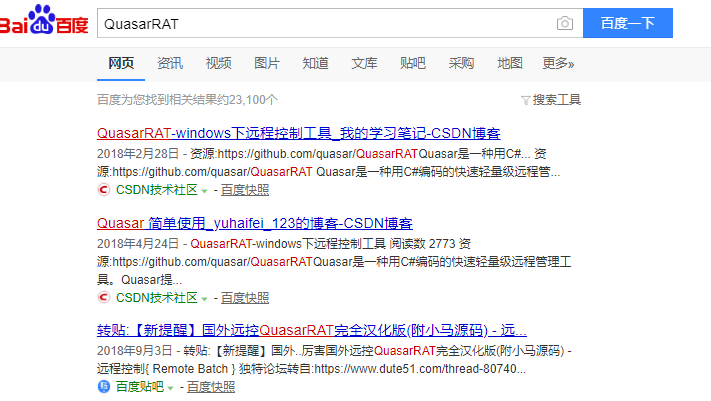 Bai du 百度 QuasarRAT 百度一下
网页 资讯 视频 图片 知道 文库 贴吧 采购 地图 更多»
百度为您找到相关结果约23,100个 搜索工具
QuasarRAT-windows下远程控制工具_我的学习笔记-CSDN博客
2018年2月28日 - 资源:https://github.com/quasar/QuasarRATQuasar是一种用C#... 资
源:https://github.com/quasar/QuasarRAT Quasar是一种用C#编码的快速轻量级远程管...
CSDN技术社区 - 百度快照
Quasar 简单使用_yuhaifei_123的博客-CSDN博客
2018年4月24日 - QuasarRAT-windows下远程控制工具 阅读数 2773 资
源:https://github.com/quasar/QuasarRATQuasar是一种用C#编码的快速轻量级远程管理工
具。Quasar提...
CSDN技术社区 - 百度快照
转贴:【新提醒】国外远控QuasarRAT完全汉化版(附小马源码) - 远...
2018年9月3日 - 转贴:【新提醒】国外..厉害国外远控QuasarRAT完全汉化版(附小马源码) -
远程控制{ Remote Batch } 独特论坛转自:https://www.dute51.com/thread-80740...
百度贴吧 - 百度快照